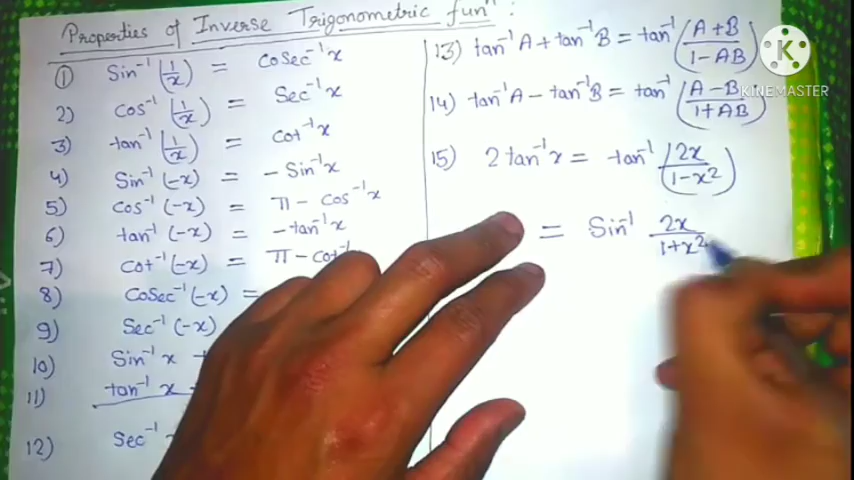 Properties of Inverse Trigonometric funⁿ :
① Sin⁻¹(1/x) = coSec⁻¹x
2) cos⁻¹(1/x) = Sec⁻¹x
3) tan⁻¹(1/x) = cot⁻¹x
4) Sin⁻¹(-x) = - Sin⁻¹x
5) cos⁻¹(-x) = π - cos⁻¹x
6) tan⁻¹(-x) = - tan⁻¹x
7) cot⁻¹(-x) = π - cot⁻¹
8) coSec⁻¹(-x) =
9) Sec⁻¹(-x)
10) Sin⁻¹x +
11) tan⁻¹x
12) Sec⁻¹
13) tan⁻¹A + tan⁻¹B = tan⁻¹(A+B/1-AB)
14) tan⁻¹A - tan⁻¹B = tan⁻¹(A-B/1+AB)
15) 2tan⁻¹x = tan⁻¹(2x/1-x²)
= Sin⁻¹ 2x/1+x²
K
KINEMASTER